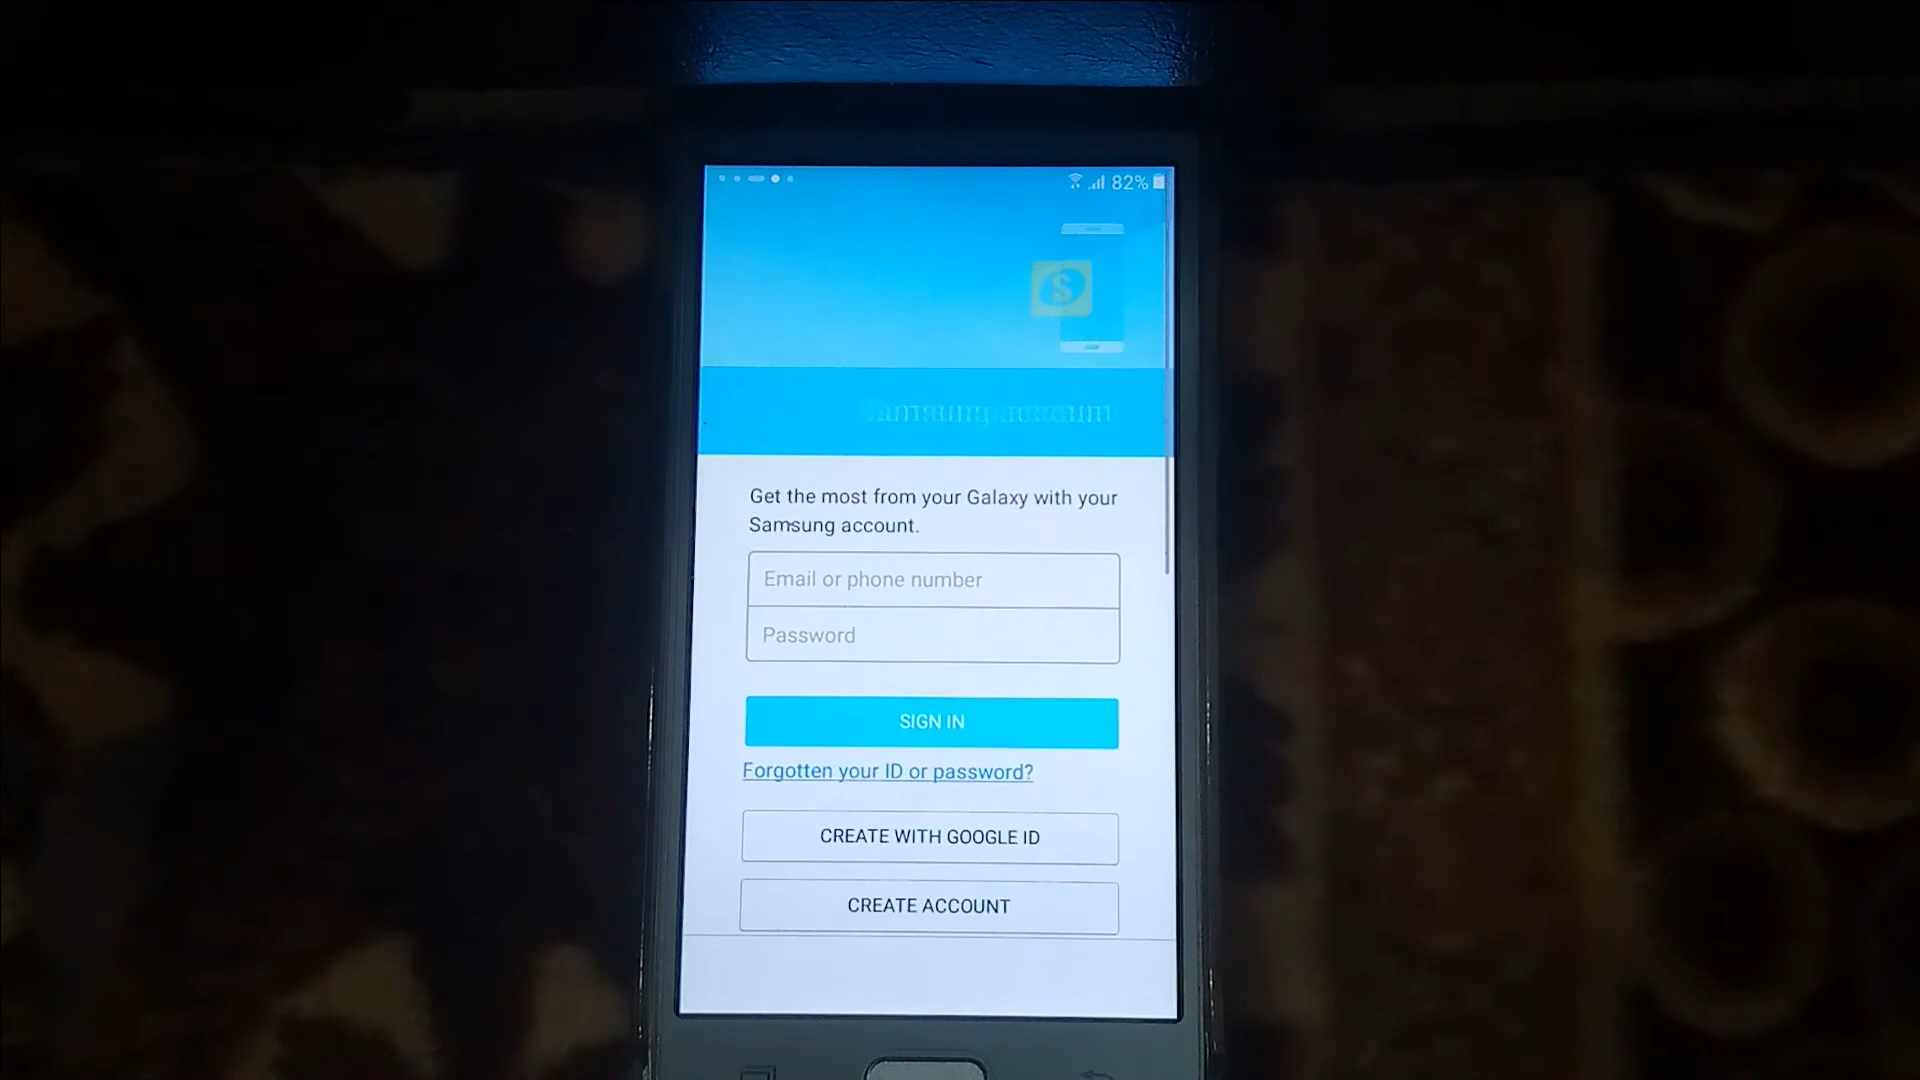 82%
S
Samsung account
Get the most from your Galaxy with your
Samsung account.
Email or phone number
Password
SIGN IN
Forgotten your ID or password?
CREATE WITH GOOGLE ID
CREATE ACCOUNT